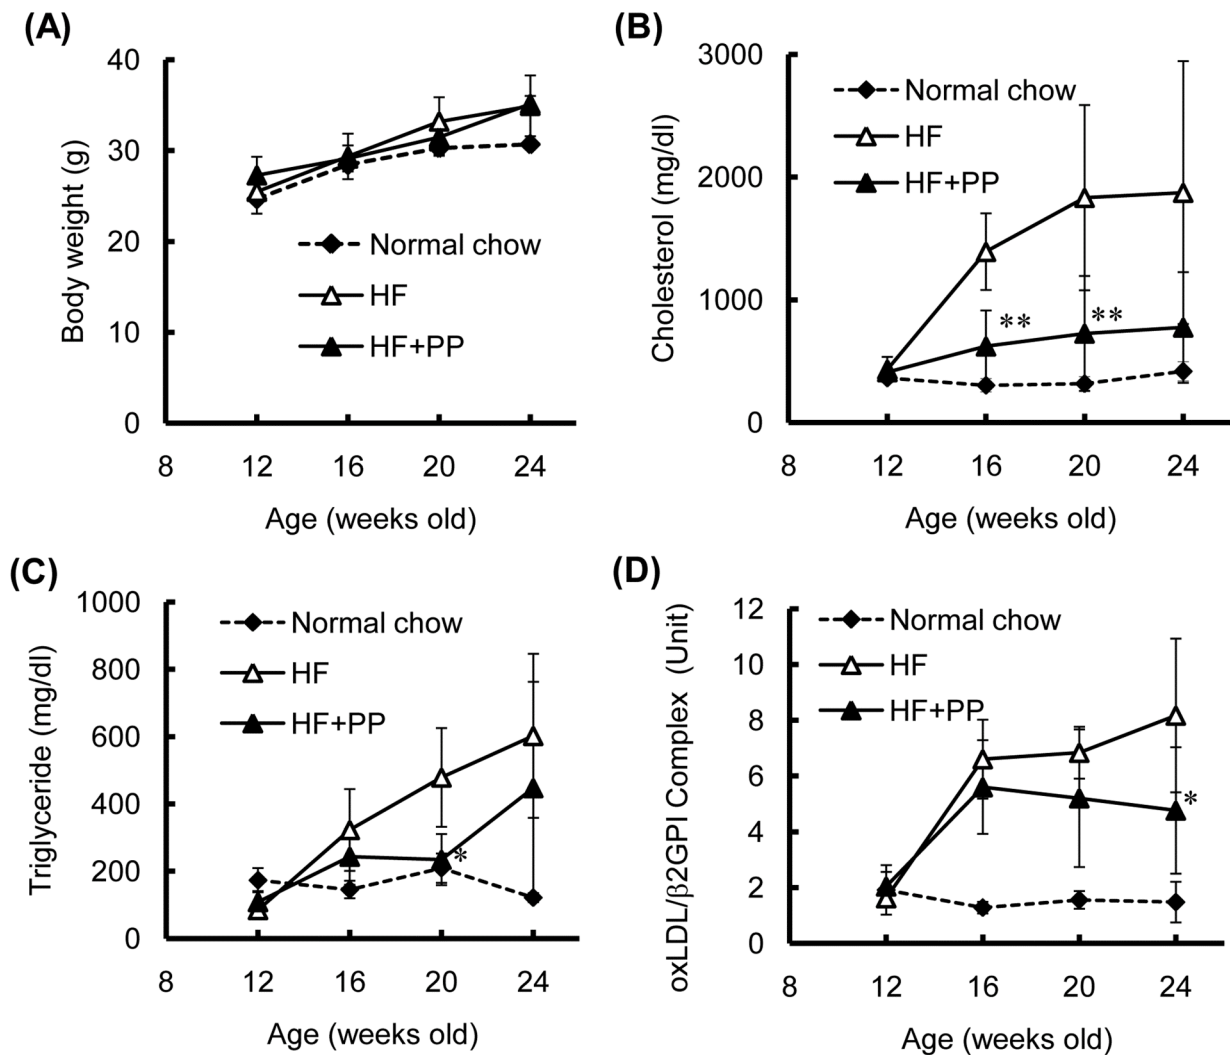 (A)
40
30
20
10
0
8 12 16 20 24
Body weight (g)
Age (weeks old)
Normal chow
HF
HF+PP
(B)
3000
2000
1000
0
8 12 16 20 24
Cholesterol (mg/dl)
Age (weeks old)
Normal chow
HF
HF+PP
**
**
(C)
1000
800
600
400
200
0
8 12 16 20 24
Triglyceride (mg/dl)
Age (weeks old)
Normal chow
HF
HF+PP
*
(D)
12
10
8
6
4
2
0
8 12 16 20 24
oxLDL/β2GPI Complex (Unit)
Age (weeks old)
Normal chow
HF
HF+PP
*